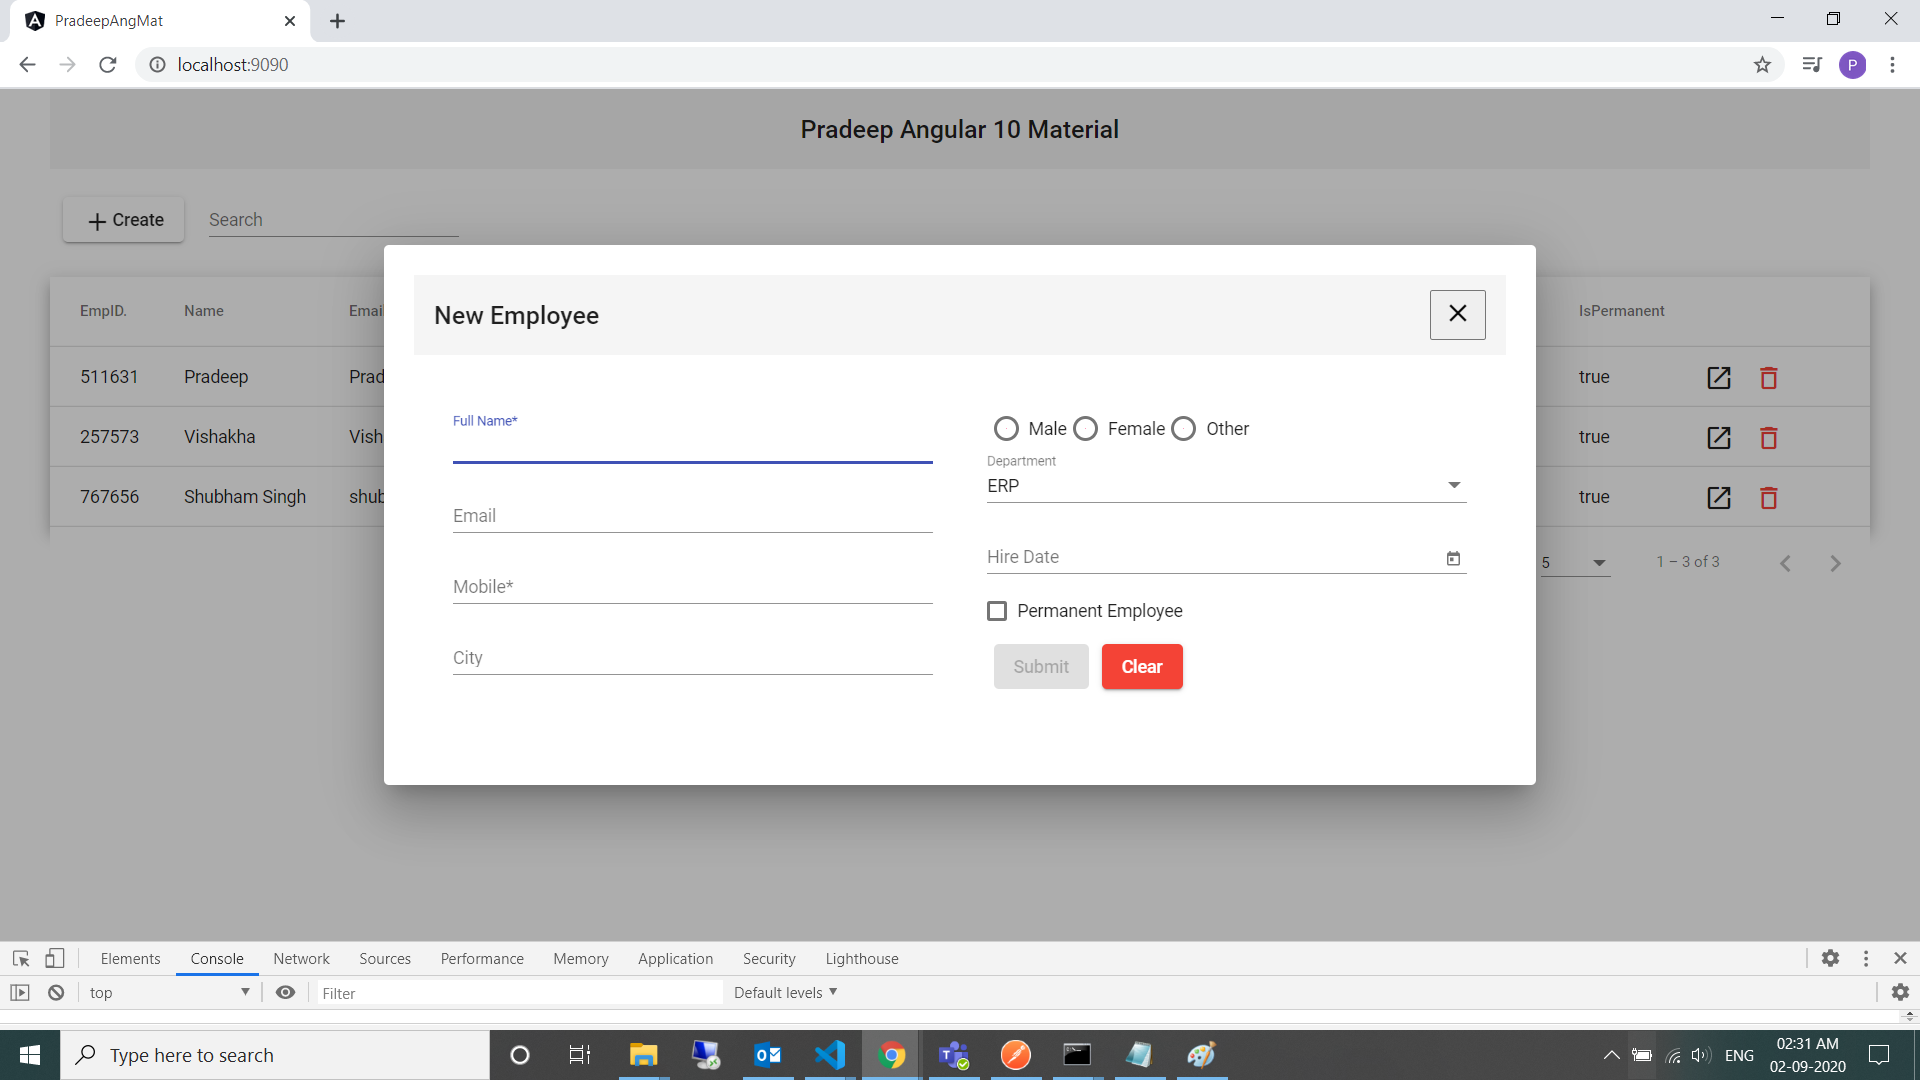 PradeepAngMat
localhost:9090
P
Pradeep Angular 10 Material
Create
Search
EmpID. Name Email IsPermanent
511631 Pradeep Prad true
257573 Vishakha Vish true
767656 Shubham Singh shub true
5 1 – 3 of 3
New Employee
Full Name*
Email
Mobile*
City
Male Female Other
Department
ERP
Hire Date
Permanent Employee
Submit Clear
Elements Console Network Sources Performance Memory Application Security Lighthouse
top Filter Default levels
Type here to search
ENG
02:31 AM
02-09-2020